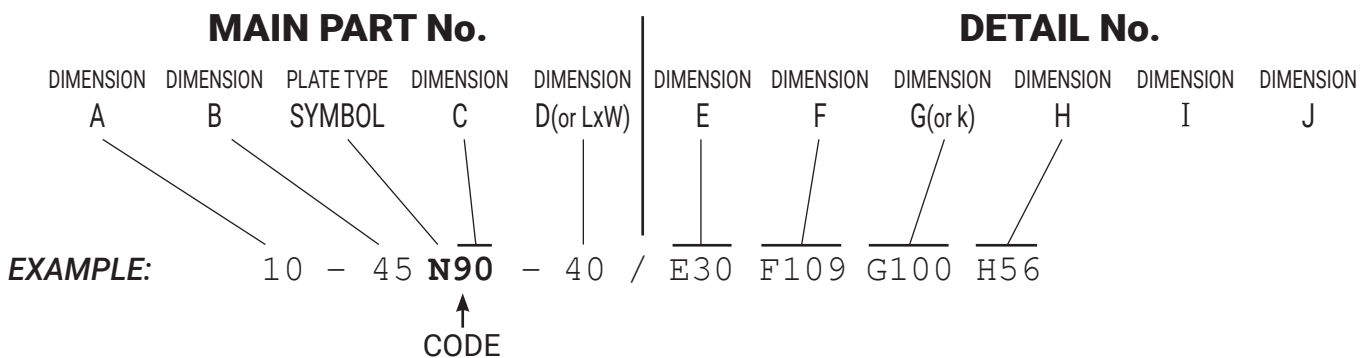 MAIN PART No. DETAIL No.
DIMENSION DIMENSION PLATE TYPE DIMENSION DIMENSION DIMENSION DIMENSION DIMENSION DIMENSION DIMENSION DIMENSION
A B SYMBOL C D(or LxW) E F G(or k) H I J
EXAMPLE: 10 – 45 N90 – 40 / E30 F109 G100 H56
CODE